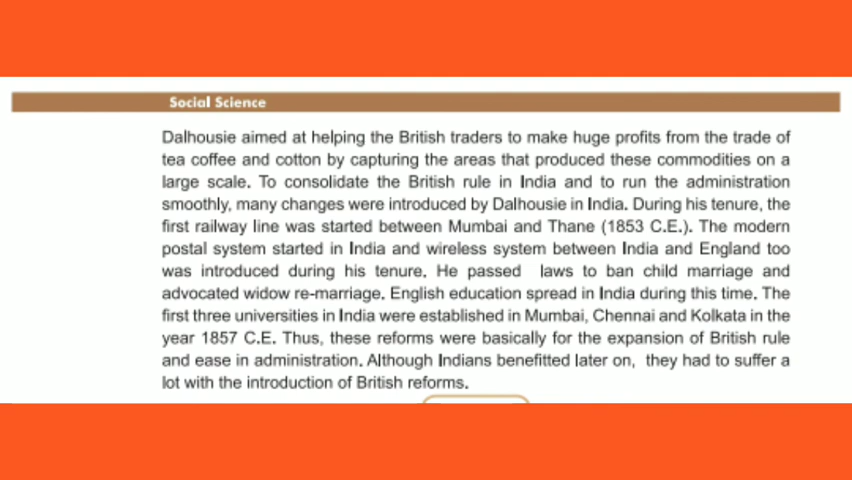 Social Science
Dalhousie aimed at helping the British traders to make huge profits from the trade of
tea coffee and cotton by capturing the areas that produced these commodities on a
large scale. To consolidate the British rule in India and to run the administration
smoothly, many changes were introduced by Dalhousie in India. During his tenure, the
first railway line was started between Mumbai and Thane (1853 C.E.). The modern
postal system started in India and wireless system between India and England too
was introduced during his tenure. He passed laws to ban child marriage and
advocated widow re-marriage. English education spread in India during this time. The
first three universities in India were established in Mumbai, Chennai and Kolkata in the
year 1857 C.E. Thus, these reforms were basically for the expansion of British rule
and ease in administration. Although Indians benefitted later on, they had to suffer a
lot with the introduction of British reforms.